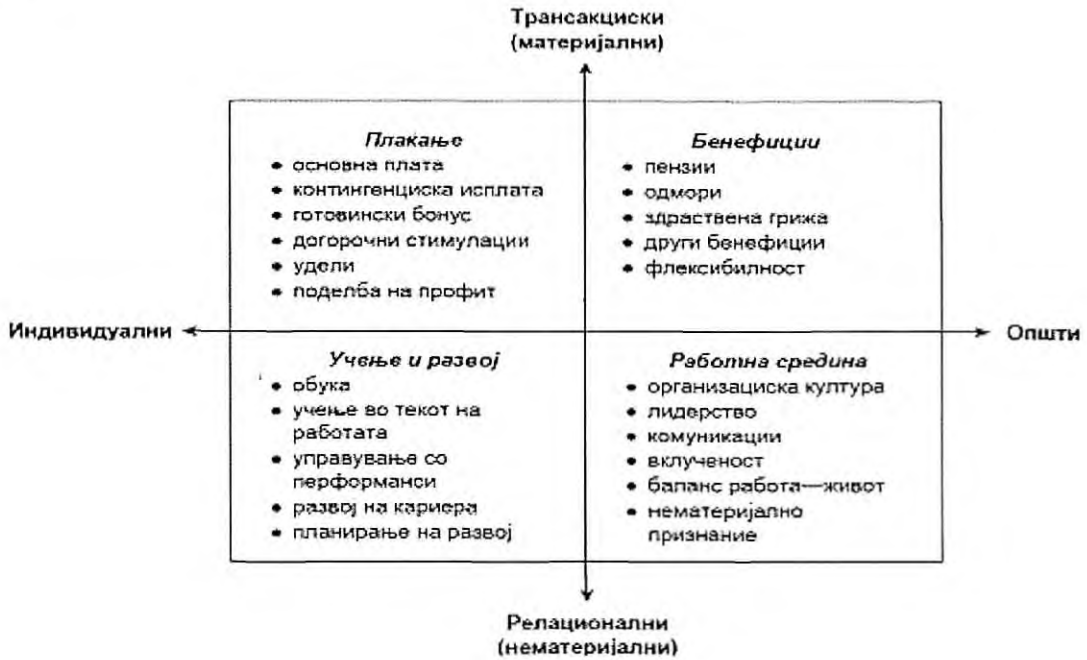 Трансакциски
(материјални)
Плакање
• основна плата
• контингенциска исплата
• готовински бонус
• догорочни стимулации
• удели
• поделба на профит
Бенефиции
• пензии
• одмори
• здраствена грижа
• други бенефиции
• флексибилност
Индивидуални
Општи
Учење и развој
• обука
• учење во текот на
работата
• управување со
перформанси
• развој на кариера
• планирање на развој
Работна средина
• организациска култура
• лидерство
• комуникации
• вклученост
• баланс работа—живот
• нематеријално
признание
Релационални
(нематеријални)